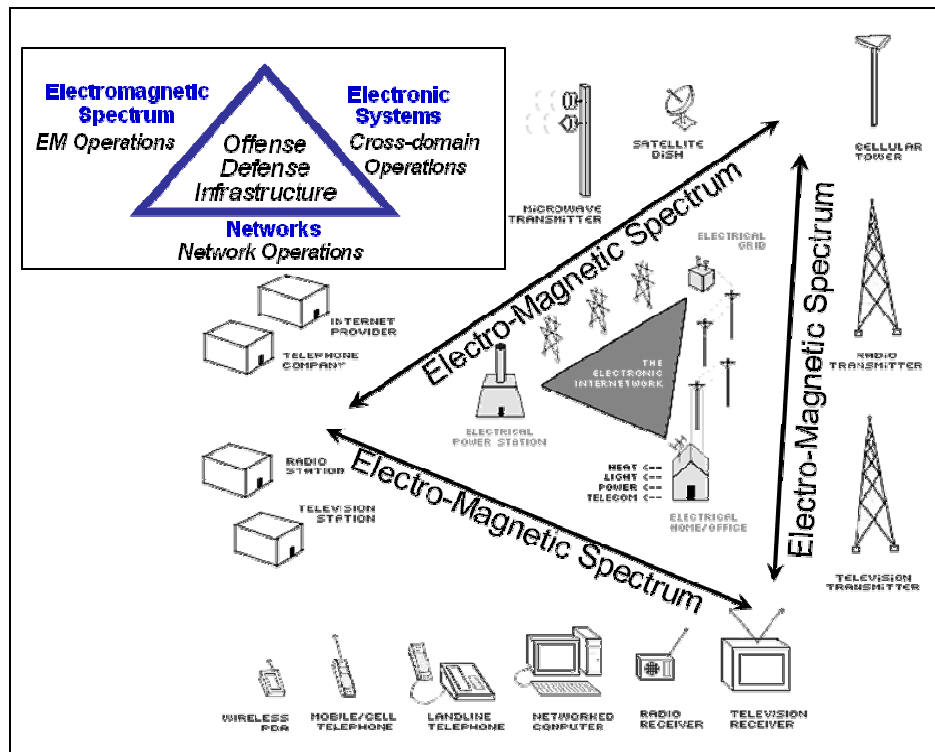 Electromagnetic
Spectrum
EM Operations
Electronic
Systems
Cross-domain
Operations
Offense
Defense
Infrastructure
Networks
Network Operations
MICROWAVE
TRANSMITTER
SATELLITE
DISH
CELLULAR
TOWER
Electro-Magnetic Spectrum
Electro-Magnetic Spectrum
ELECTRICAL
GRID
INTERNET
PROVIDER
TELEPHONE
COMPANY
THE
ELECTRONIC
INTERNETWORK
RADIO
TRANSMITTER
ELECTRICAL
POWER STATION
RADIO
STATION
Electro-Magnetic Spectrum
HEAT <--
LIGHT <--
POWER <--
TELECOM <--
TELEVISION
STATION
ELECTRICAL
HOME/OFFICE
TELEVISION
TRANSMITTER
WIRELESS
PDA
MOBILE/CELL
TELEPHONE
LANDLINE
TELEPHONE
NETWORKED
COMPUTER
RADIO
RECEIVER
TELEVISION
RECEIVER